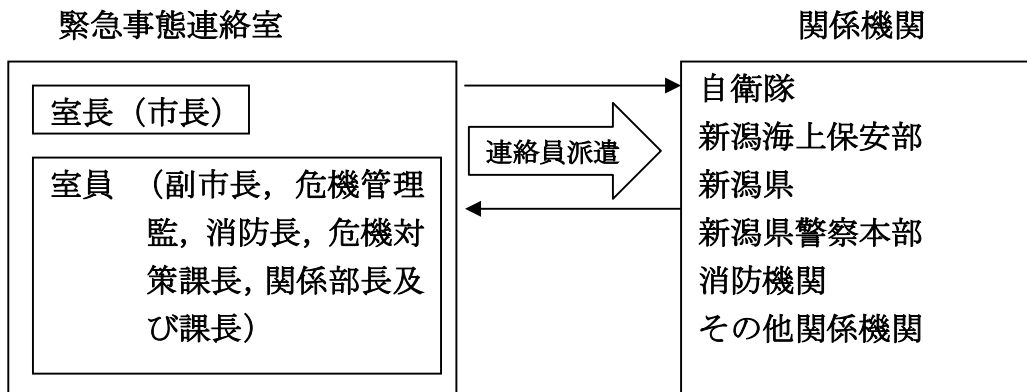 緊急事態連絡室
関係機関
室長（市長）
室員　（副市長，危機管理
監，消防長，危機対
策課長，関係部長及
び課長）
連絡員派遣
自衛隊
新潟海上保安部
新潟県
新潟県警察本部
消防機関
その他関係機関